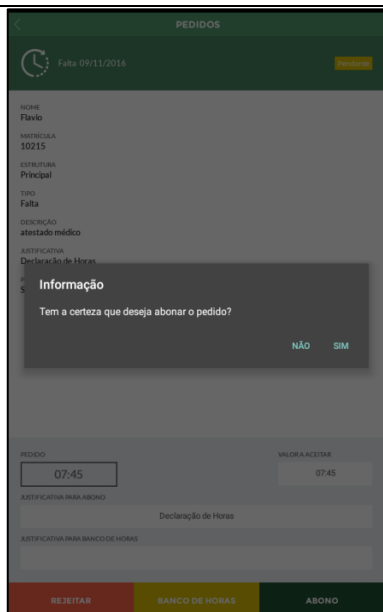 PEDIDOS
Falta 09/11/2016
Pendente
NOME
Flavio
MATRÍCULA
10215
ESTRUTURA
Principal
TIPO
Falta
DESCRIÇÃO
atestado médico
JUSTIFICATIVA
Declaração de Horas
Informação
Tem a certeza que deseja abonar o pedido?
NÃO SIM
PEDIDO VALOR A ACEITAR
07:45 07:45
JUSTIFICATIVA PARA ABONO
Declaração de Horas
JUSTIFICATIVA PARA BANCO DE HORAS
REJEITAR BANCO DE HORAS ABONO